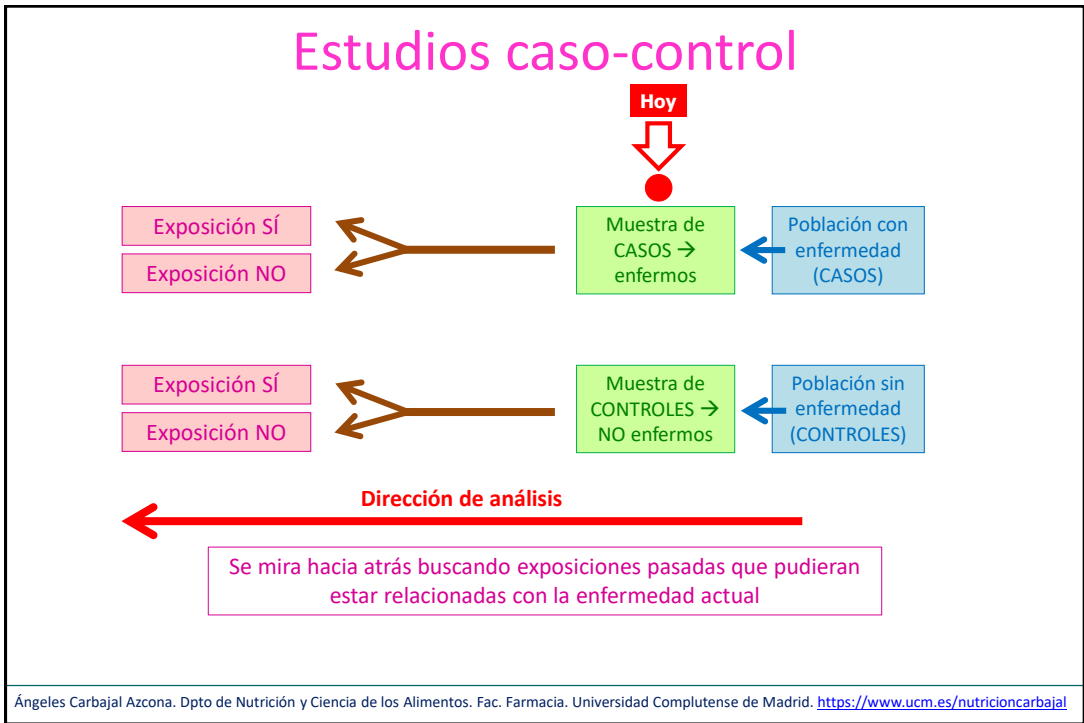 Estudios caso-control
Hoy
Exposición SÍ
Exposición NO
Muestra de
CASOS →
enfermos
Población con
enfermedad
(CASOS)
Exposición SÍ
Exposición NO
Muestra de
CONTROLES →
NO enfermos
Población sin
enfermedad
(CONTROLES)
Dirección de análisis
Se mira hacia atrás buscando exposiciones pasadas que pudieran
estar relacionadas con la enfermedad actual
Ángeles Carbajal Azcona. Dpto de Nutrición y Ciencia de los Alimentos. Fac. Farmacia. Universidad Complutense de Madrid. https://www.ucm.es/nutricioncarbajal